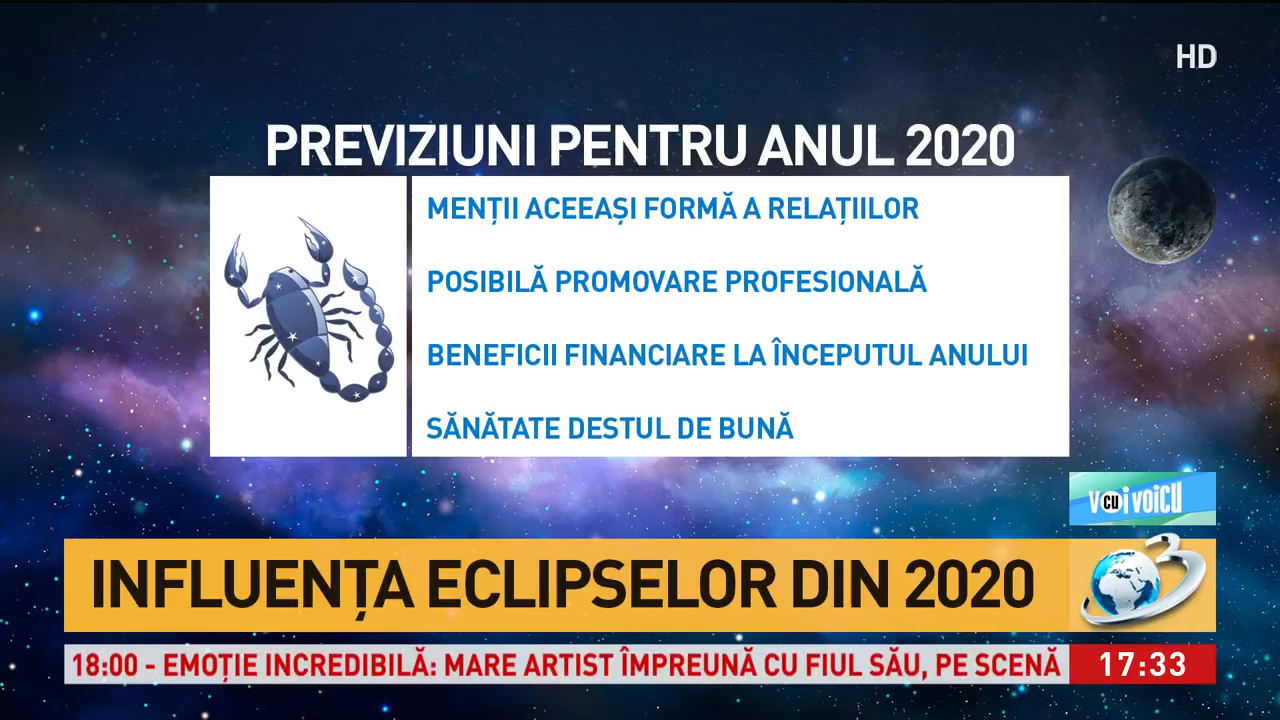 HD
PREVIZIUNI PENTRU ANUL 2020
MENȚII ACEEAȘI FORMĂ A RELAȚIILOR
POSIBILĂ PROMOVARE PROFESIONALĂ
BENEFICII FINANCIARE LA ÎNCEPUTUL ANULUI
SĂNĂTATE DESTUL DE BUNĂ
VOCUI VOICU
INFLUENȚA ECLIPSELOR DIN 2020
3
18:00 - EMOȚIE INCREDIBILĂ: MARE ARTIST ÎMPREUNĂ CU FIUL SĂU, PE SCENĂ
17:33